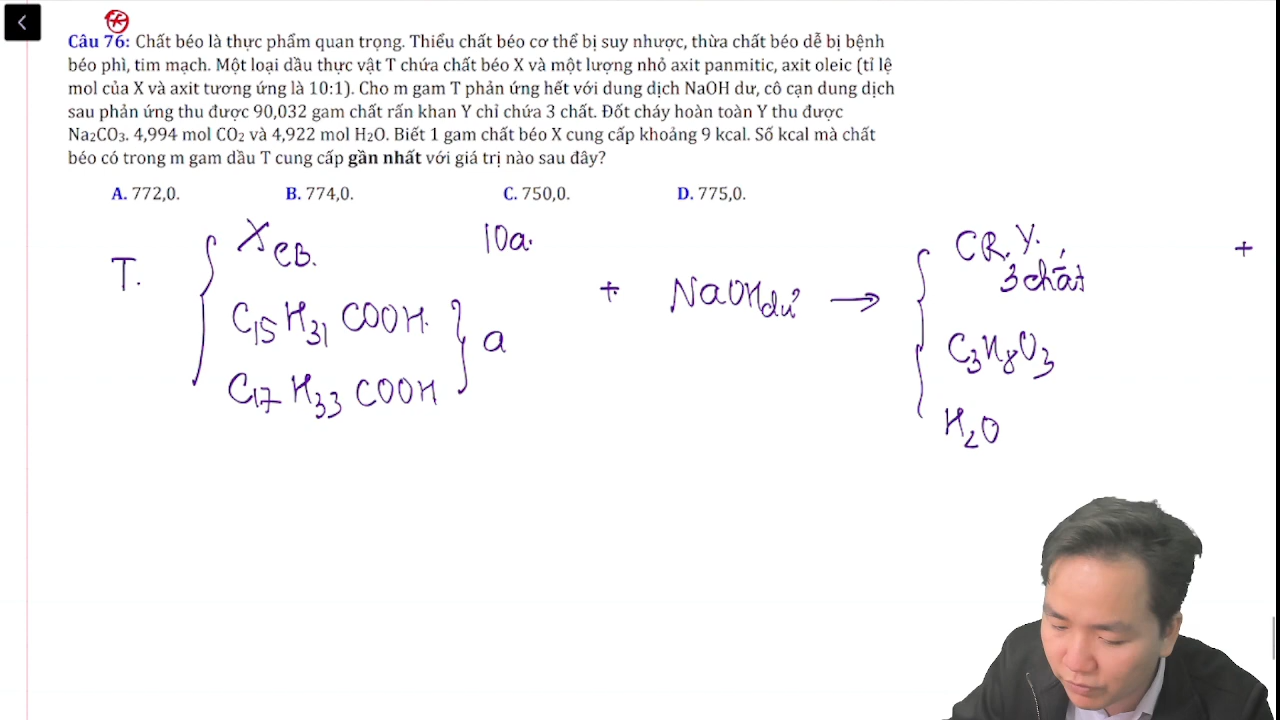 Câu 76: Chất béo là thực phẩm quan trọng. Thiếu chất béo cơ thể bị suy nhược, thừa chất béo dễ bị bệnh
béo phì, tim mạch. Một loại dầu thực vật T chứa chất béo X và một lượng nhỏ axit panmitic, axit oleic (tỉ lệ
mol của X và axit tương ứng là 10:1). Cho m gam T phản ứng hết với dung dịch NaOH dư, cô cạn dung dịch
sau phản ứng thu được 90,032 gam chất rắn khan Y chỉ chứa 3 chất. Đốt cháy hoàn toàn Y thu được
Na₂CO₃. 4,994 mol CO₂ và 4,922 mol H₂O. Biết 1 gam chất béo X cung cấp khoảng 9 kcal. Số kcal mà chất
béo có trong m gam dầu T cung cấp gần nhất với giá trị nào sau đây?
A. 772,0. B. 774,0. C. 750,0. D. 775,0.
T. X CB. 10a.
C₁₅H₃₁COOH.
C₁₇H₃₃COOH
a
+ NaOH dư →
CR. Y. +
3 chất
C₃H₈O₃
H₂O